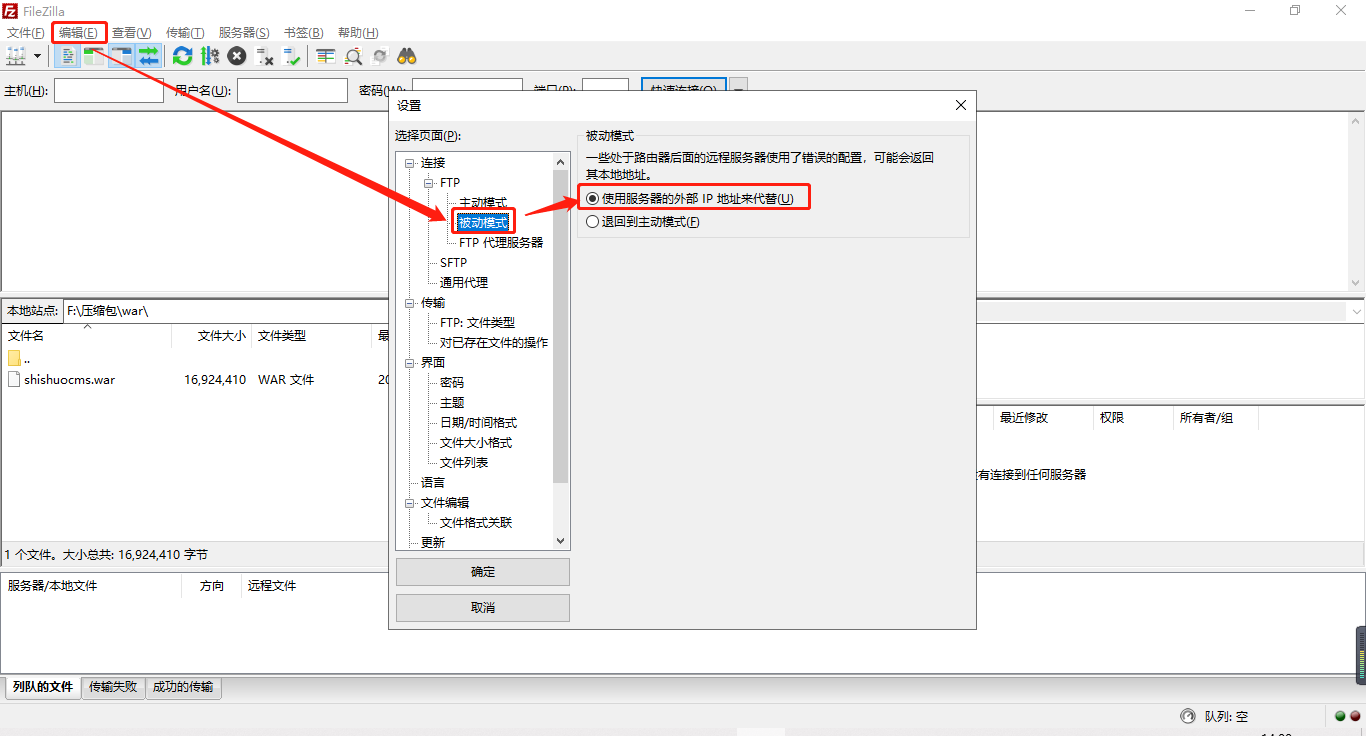 FileZilla
文件(F) 编辑(E) 查看(V) 传输(T) 服务器(S) 书签(B) 帮助(H)
主机(H): 用户名(U): 密码(W): 端口(P): 快速连接(Q)
设置
选择页面(P):
连接
FTP
主动模式
被动模式
FTP 代理服务器
SFTP
通用代理
传输
FTP: 文件类型
对已存在文件的操作
界面
密码
主题
日期/时间格式
文件大小格式
文件列表
语言
文件编辑
文件格式关联
更新
确定
取消
被动模式
一些处于路由器后面的远程服务器使用了错误的配置，可能会返回
其本地地址。
使用服务器的外部 IP 地址来代替(U)
退回到主动模式(F)
本地站点: F:\压缩包\war\
文件名 文件大小 文件类型 最
..
shishuocms.war 16,924,410 WAR 文件 20
1 个文件。大小总共: 16,924,410 字节
最近修改 权限 所有者/组
有连接到任何服务器
服务器/本地文件 方向 远程文件
列队的文件 传输失败 成功的传输
队列: 空